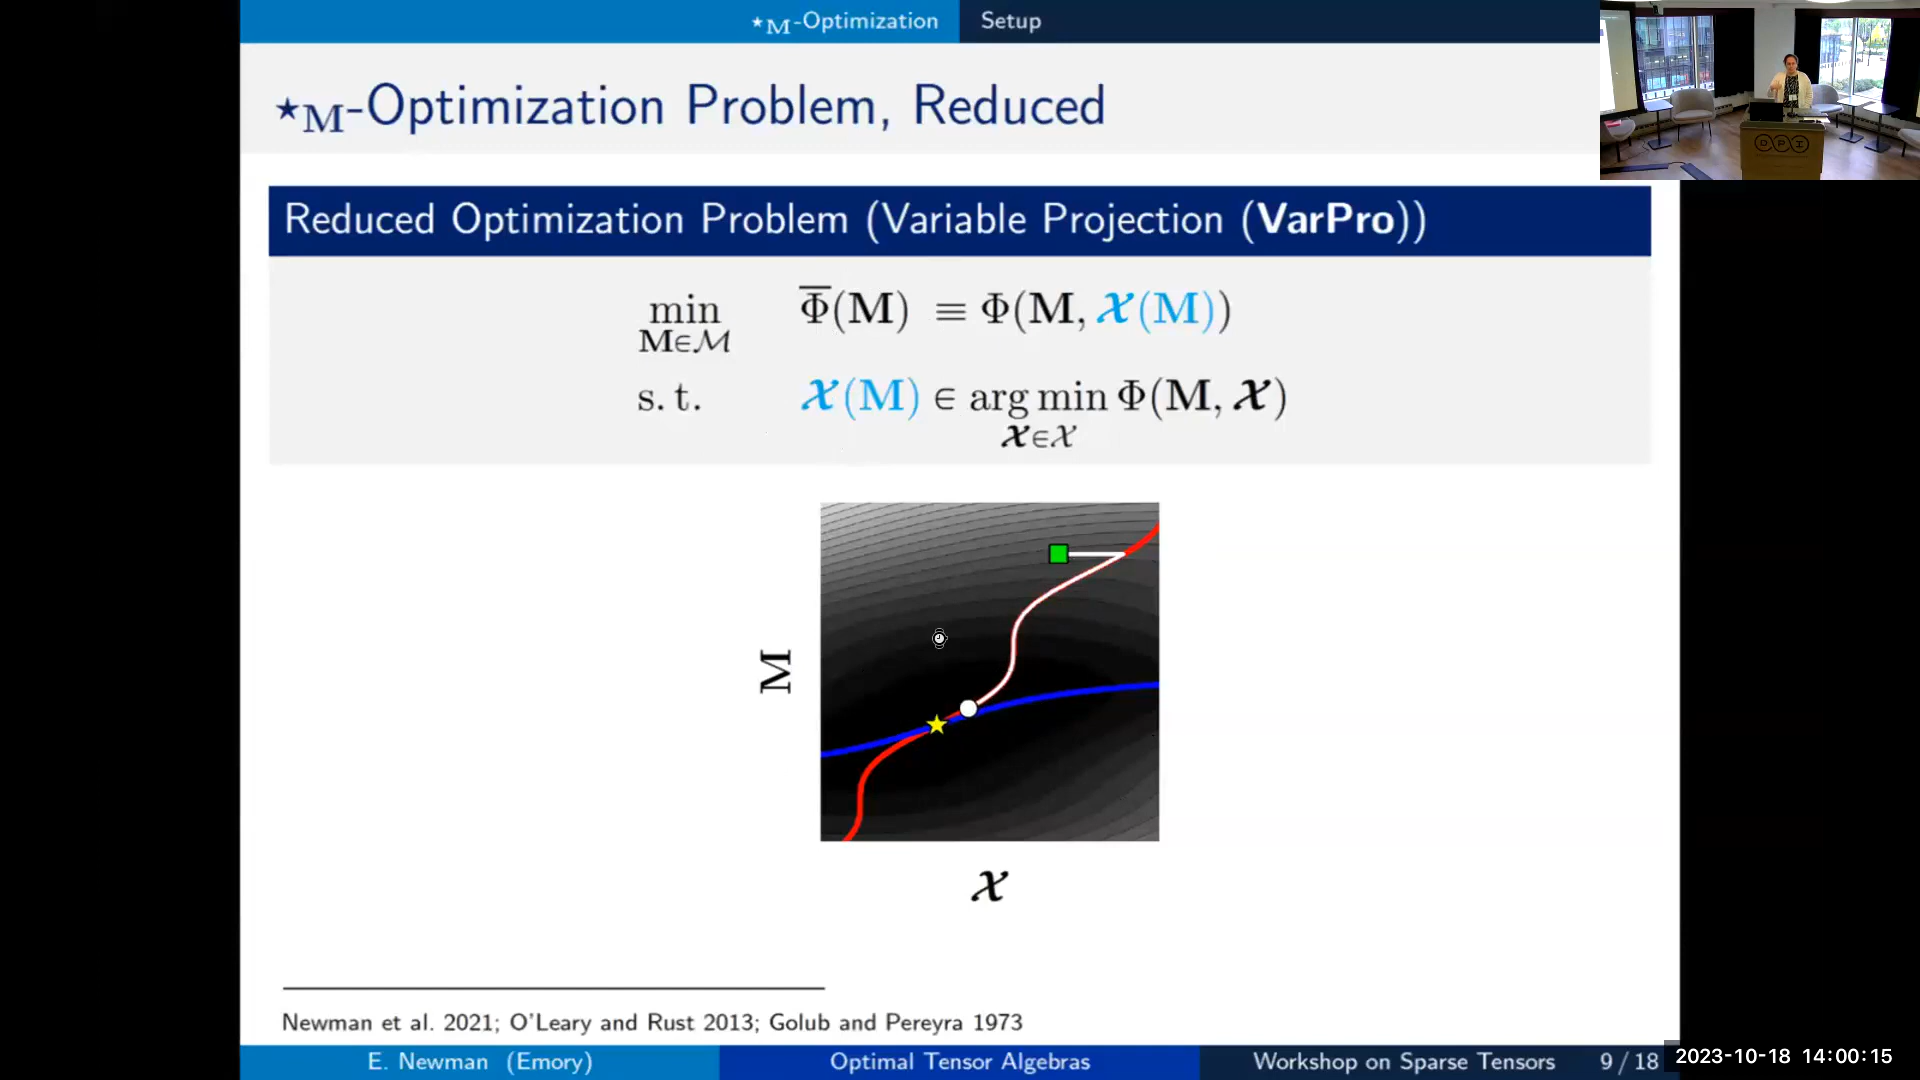 ⋆M-Optimization Setup
⋆M-Optimization Problem, Reduced
Reduced Optimization Problem (Variable Projection (VarPro))
min M∈ℳ Φ̅(M) ≡ Φ(M, 𝓧(M))
s.t. 𝓧(M) ∈ arg min 𝓧∈𝒳 Φ(M, 𝓧)
M
𝓧
Newman et al. 2021; O'Leary and Rust 2013; Golub and Pereyra 1973
E. Newman (Emory) Optimal Tensor Algebras Workshop on Sparse Tensors 9 / 18
2023-10-18 14:00:15
DPI